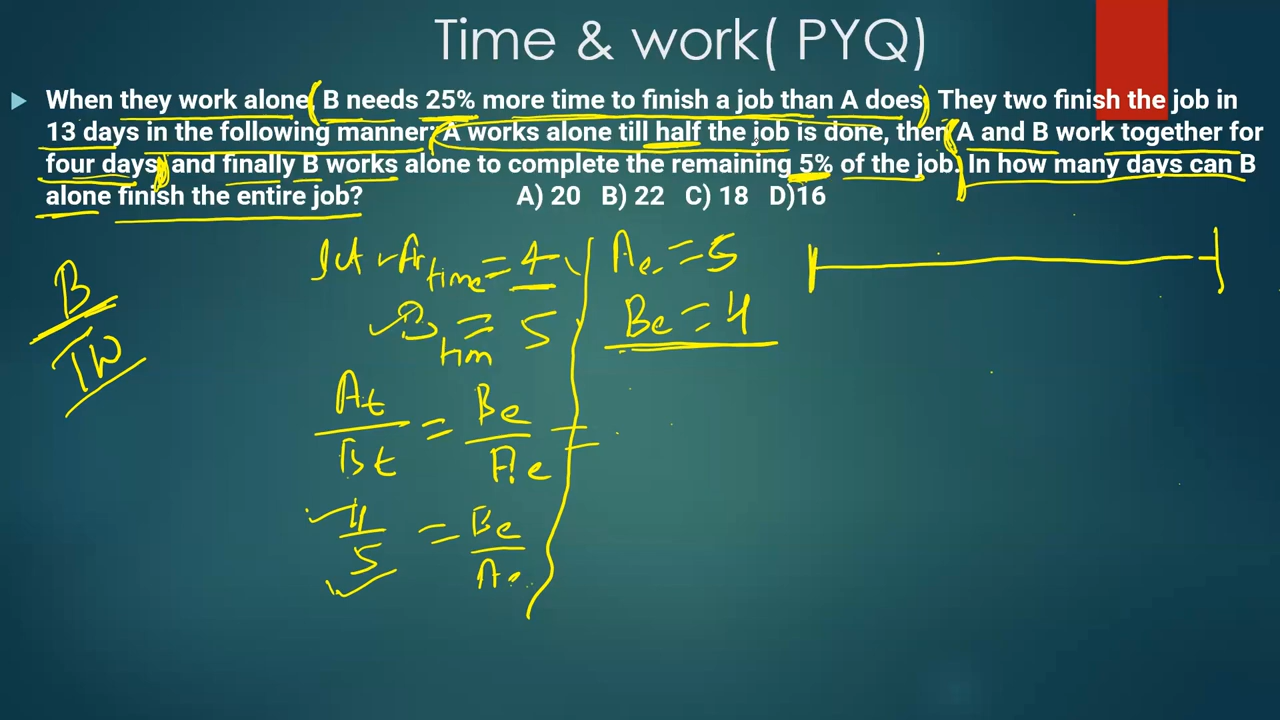 Time & work( PYQ)
When they work alone, B needs 25% more time to finish a job than A does. They two finish the job in
13 days in the following manner: A works alone till half the job is done, then A and B work together for
four days, and finally B works alone to complete the remaining 5% of the job. In how many days can B
alone finish the entire job? A) 20 B) 22 C) 18 D)16
B
TW
time = 4
B tim = 5
Ae = 5
Be = 4
At
Bt
=
Be
Ae
=
4
5
=
Be
Ae